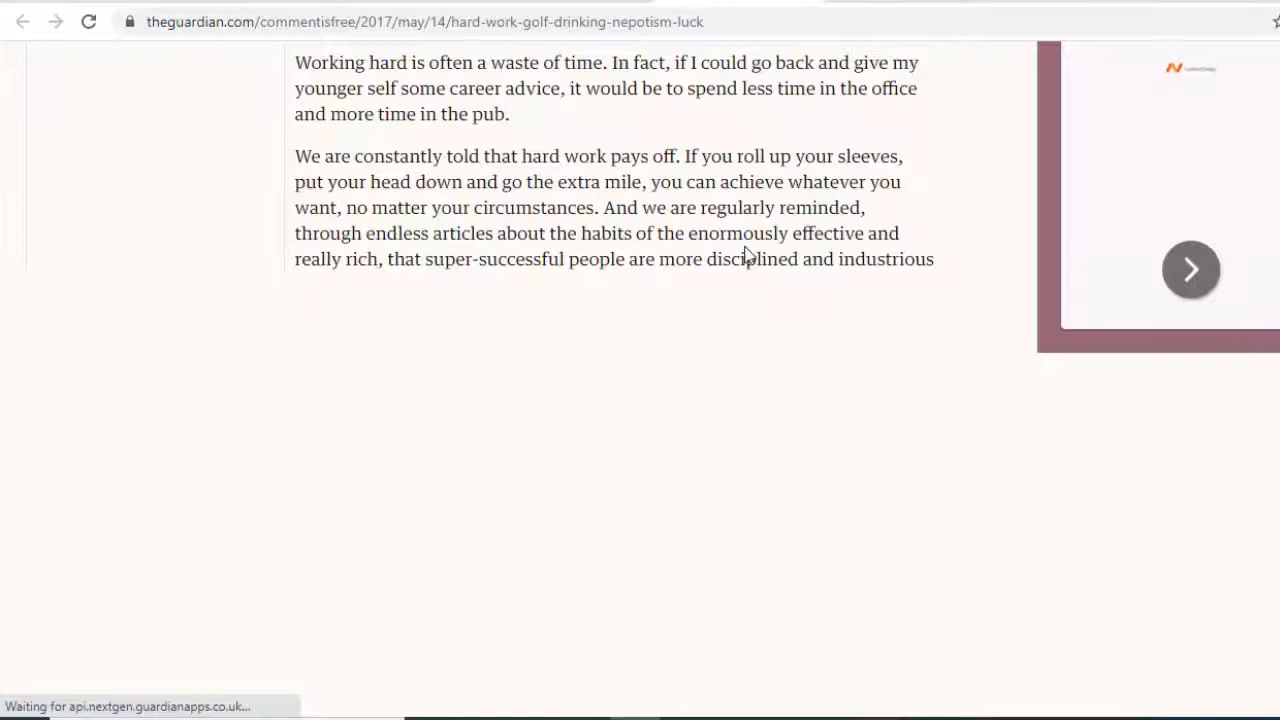 theguardian.com/commentisfree/2017/may/14/hard-work-golf-drinking-nepotism-luck
Working hard is often a waste of time. In fact, if I could go back and give my
younger self some career advice, it would be to spend less time in the office
and more time in the pub.
We are constantly told that hard work pays off. If you roll up your sleeves,
put your head down and go the extra mile, you can achieve whatever you
want, no matter your circumstances. And we are regularly reminded,
through endless articles about the habits of the enormously effective and
really rich, that super-successful people are more disciplined and industrious
Waiting for api.nextgen.guardianapps.co.uk...